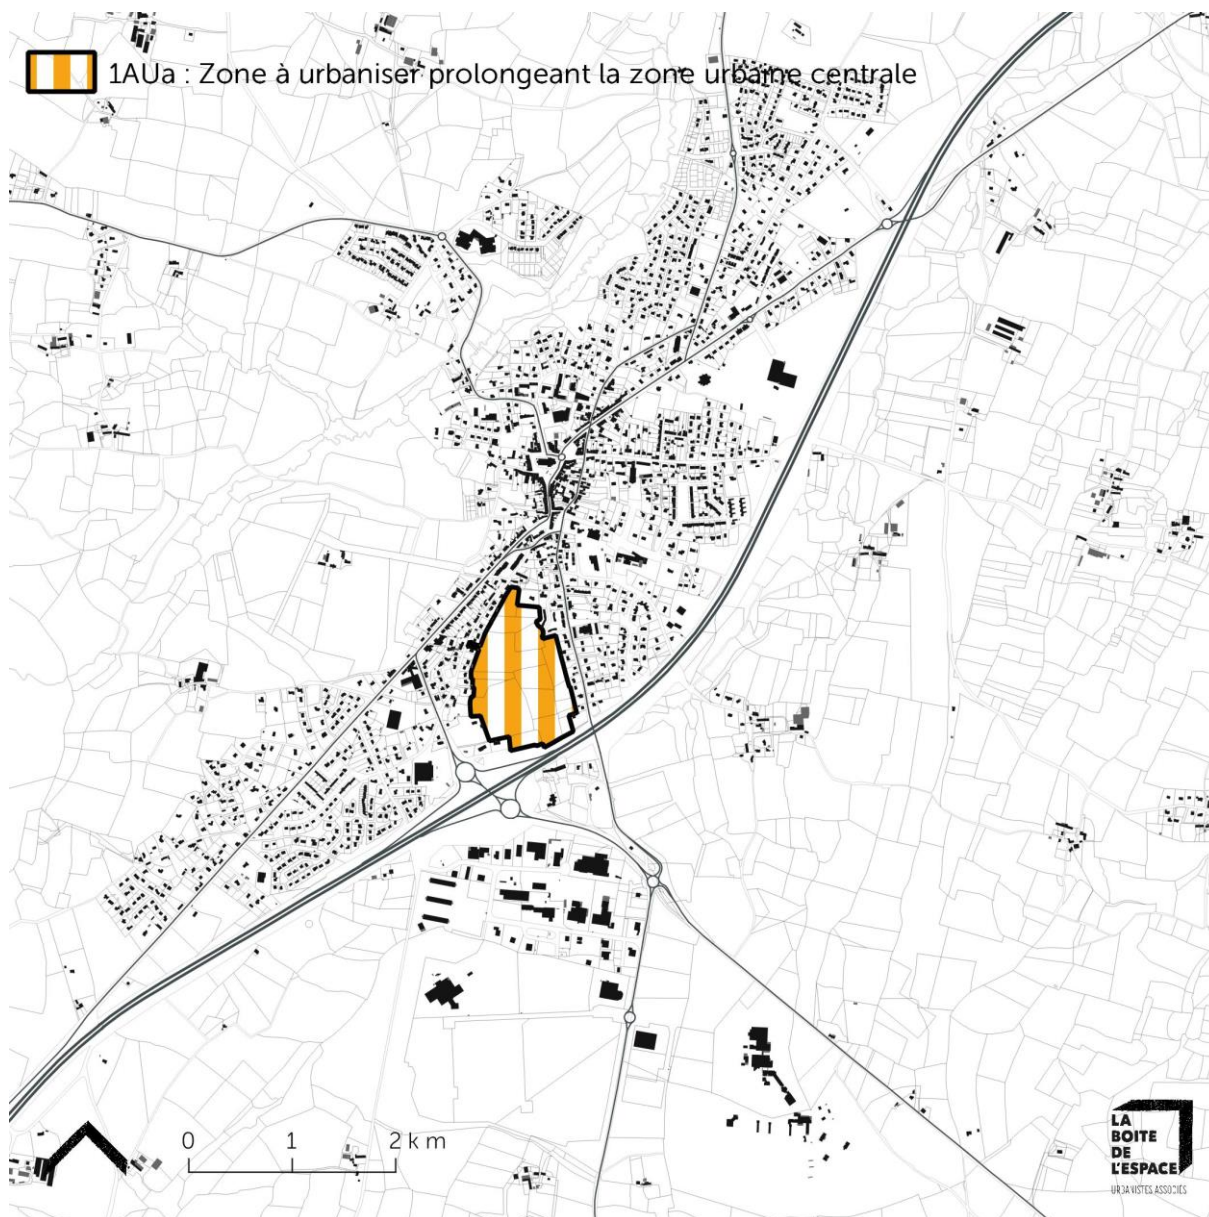 1AUa : Zone à urbaniser prolongeant la zone urbaine centrale
0 1 2 km
LA
BOITE
DE
L'ESPACE
URBANISTES ASSOCIÉS